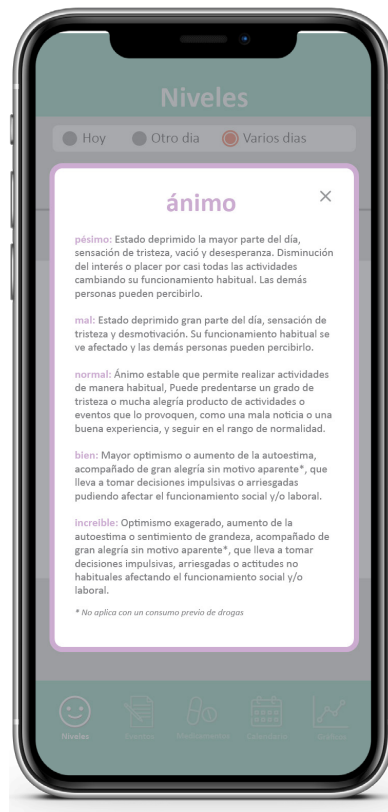 Niveles
Hoy Otro dia Varios dias
ánimo
pésimo: Estado deprimido la mayor parte del día,
sensación de tristeza, vació y desesperanza. Disminución
del interés o placer por casi todas las actividades
cambiando su funcionamiento habitual. Las demás
personas pueden percibirlo.
mal: Estado deprimido gran parte del día, sensación de
tristeza y desmotivación. Su funcionamiento habitual se
ve afectado y las demás personas pueden percibirlo.
normal: Ánimo estable que permite realizar actividades
de manera habitual, Puede predentarse un grado de
tristeza o mucha alegría producto de actividades o
eventos que lo provoquen, como una mala noticia o una
buena experiencia, y seguir en el rango de normalidad.
bien: Mayor optimismo o aumento de la autoestima,
acompañado de gran alegría sin motivo aparente*, que
lleva a tomar decisiones impulsivas o arriesgadas
pudiendo afectar el funcionamiento social y/o laboral.
increible: Optimismo exagerado, aumento de la
autoestima o sentimiento de grandeza, acompañado de
gran alegría sin motivo aparente*, que lleva a tomar
decisiones impulsivas, arriesgadas o actitudes no
habituales afectando el funcionamiento social y/o
laboral.
* No aplica con un consumo previo de drogas
Niveles